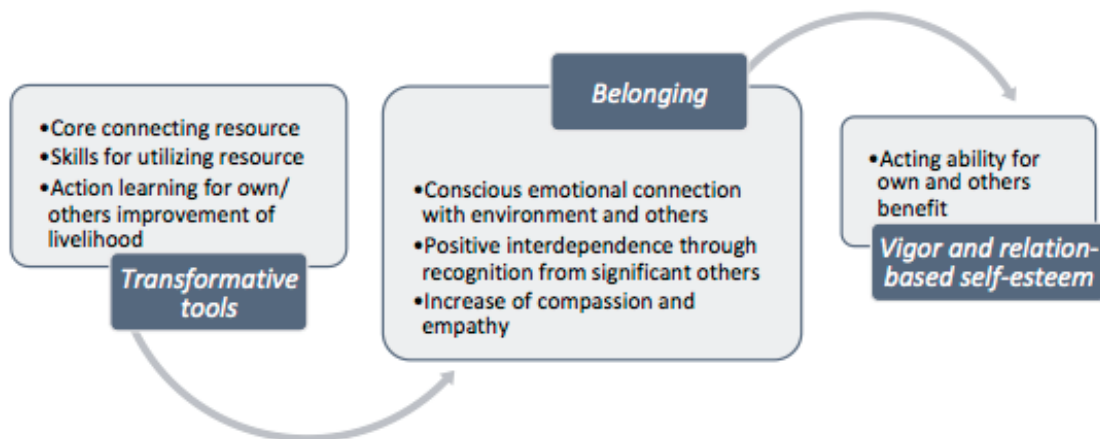 •Core connecting resource
•Skills for utilizing resource
•Action learning for own/
others improvement of
livelihood
Transformative
tools
Belonging
•Conscious emotional connection
with environment and others
•Positive interdependence through
recognition from significant others
•Increase of compassion and
empathy
•Acting ability for
own and others
benefit
Vigor and relation-
based self-esteem